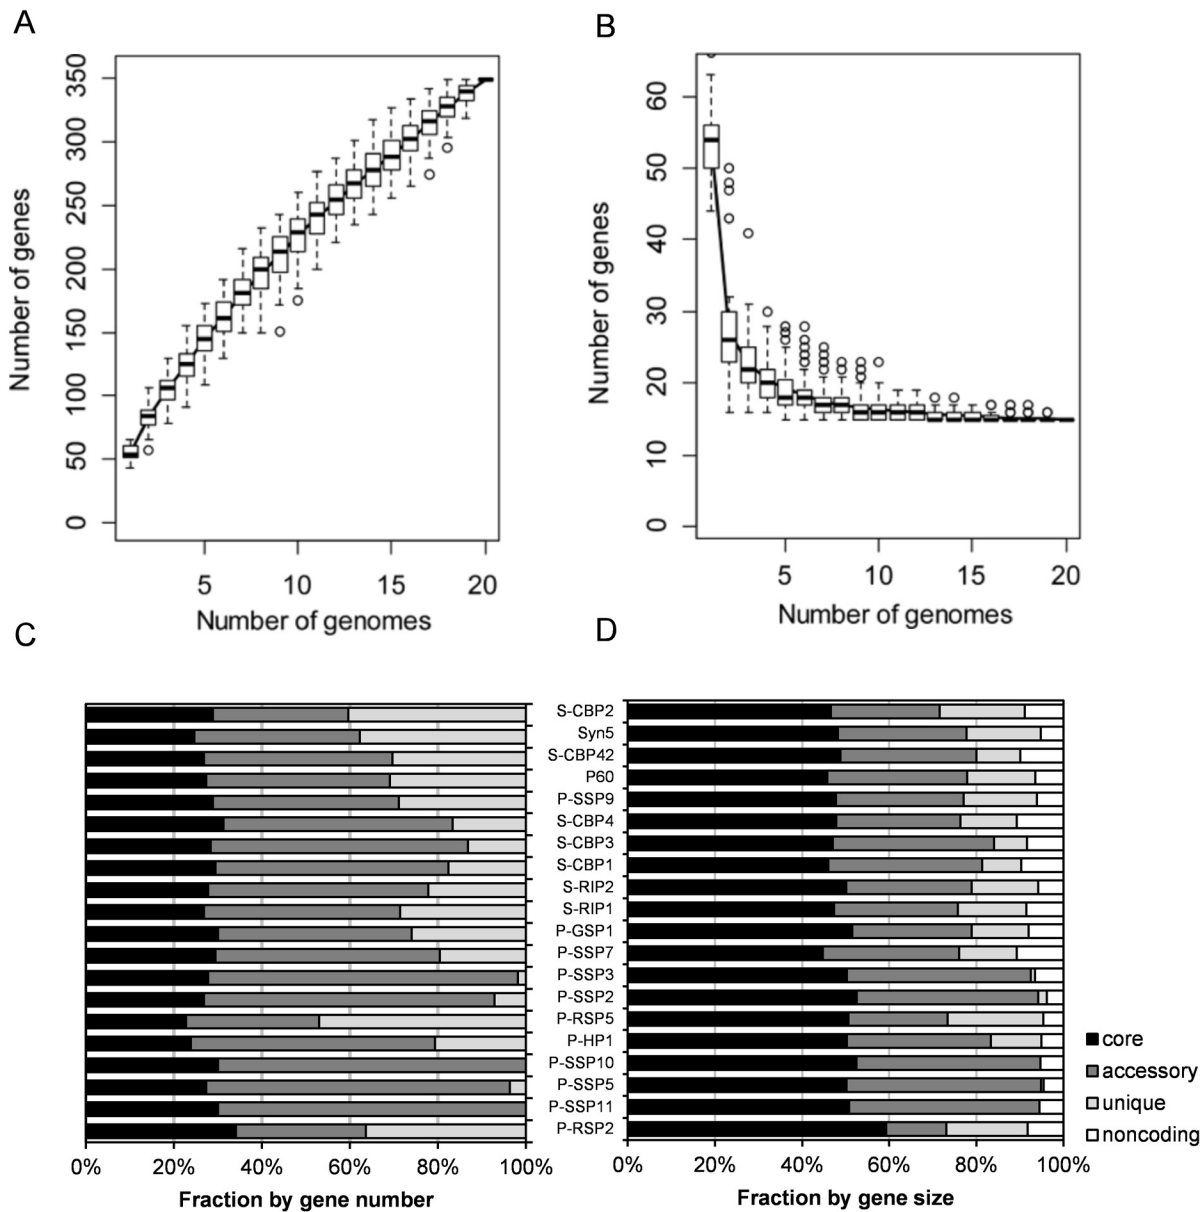 A
B
350
300
250
200
150
100
50
0
Number of genes
5 10 15 20
Number of genomes
60
50
40
30
20
10
0
Number of genes
5 10 15 20
Number of genomes
C
D
S-CBP2
Syn5
S-CBP42
P60
P-SSP9
S-CBP4
S-CBP3
S-CBP1
S-RIP2
S-RIP1
P-GSP1
P-SSP7
P-SSP3
P-SSP2
P-RSP5
P-HP1
P-SSP10
P-SSP5
P-SSP11
P-RSP2
0% 20% 40% 60% 80% 100%
Fraction by gene number
0% 20% 40% 60% 80% 100%
Fraction by gene size
core
accessory
unique
noncoding